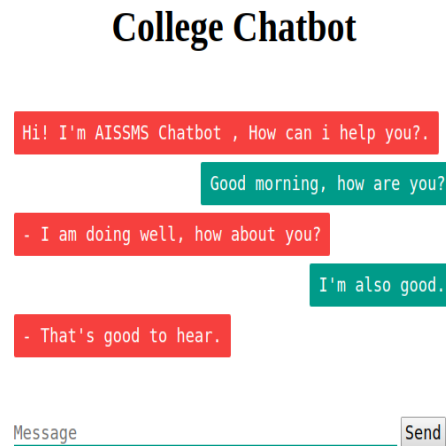 College Chatbot
Hi! I'm AISSMS Chatbot , How can i help you?.
Good morning, how are you?
- I am doing well, how about you?
I'm also good.
- That's good to hear.
Message
Send